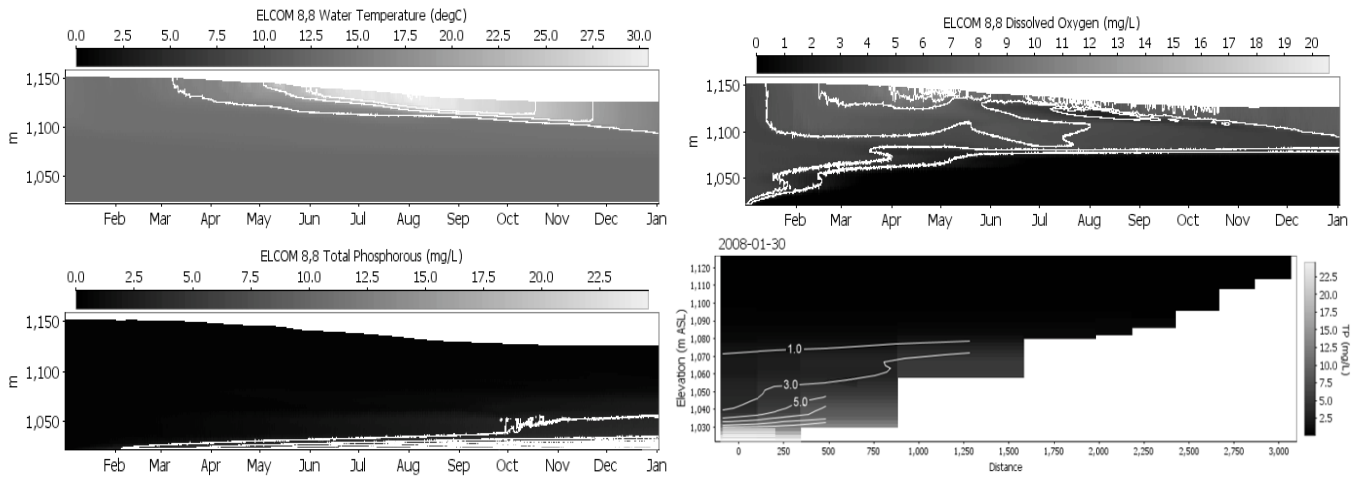 ELCOM 8,8 Water Temperature (degC)
0.0 2.5 5.0 7.5 10.0 12.5 15.0 17.5 20.0 22.5 25.0 27.5 30.0
1,150
1,100
1,050
m
Feb Mar Apr May Jun Jul Aug Sep Oct Nov Dec Jan
ELCOM 8,8 Dissolved Oxygen (mg/L)
0 1 2 3 4 5 6 7 8 9 10 11 12 13 14 15 16 17 18 19 20
1,150
1,100
1,050
m
Feb Mar Apr May Jun Jul Aug Sep Oct Nov Dec Jan
ELCOM 8,8 Total Phosphorous (mg/L)
0.0 2.5 5.0 7.5 10.0 12.5 15.0 17.5 20.0 22.5
1,150
1,100
1,050
m
Feb Mar Apr May Jun Jul Aug Sep Oct Nov Dec Jan
2008-01-30
1,120
1,110
1,100
1,090
1,080
1,070
1,060
1,050
1,040
1,030
Elevation (m ASL)
1.0
3.0
5.0
0 250 500 750 1,000 1,250 1,500 1,750 2,000 2,250 2,500 2,750 3,000
Distance
22.5
20.0
17.5
15.0
12.5
10.0
7.5
5.0
2.5
TP (mg/L)